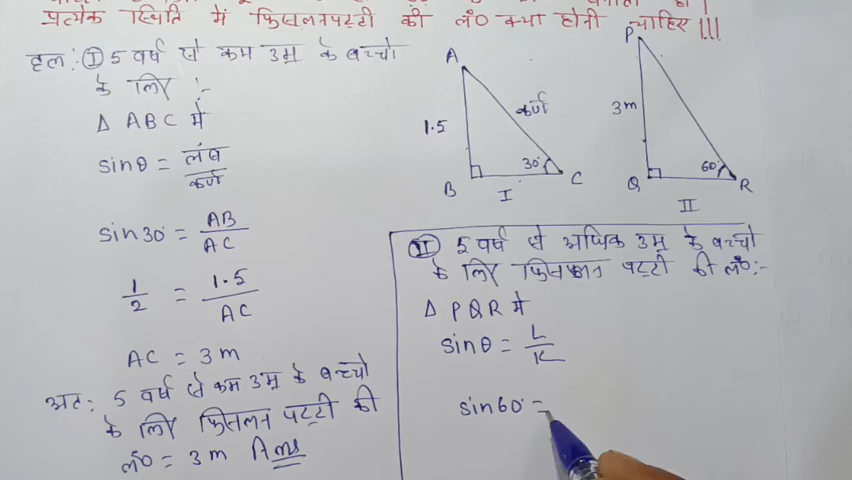 प्रत्येक स्थिति में फिसलनपट्टी की लं० क्या होनी चाहिए |||
हल: Ⓘ 5 वर्ष से कम उम्र के बच्चो
के लिए :-
Δ ABC में
sinθ = लंब / कर्ण
sin30° = AB / AC
1/2 = 1.5 / AC
AC = 3 m
अत: 5 वर्ष से कम उम्र के बच्चो
के लिए फिसलन पट्टी की
लं० = 3 m Ans
A
1.5
कर्ण
30°
B
C
I
P
3 m
60°
Q
R
II
Ⓘⓘ 5 वर्ष से अधिक उम्र के बच्चो
के लिए फिसलन पट्टी की लं०:-
Δ PQR में
sinθ = L / K
sin60° =